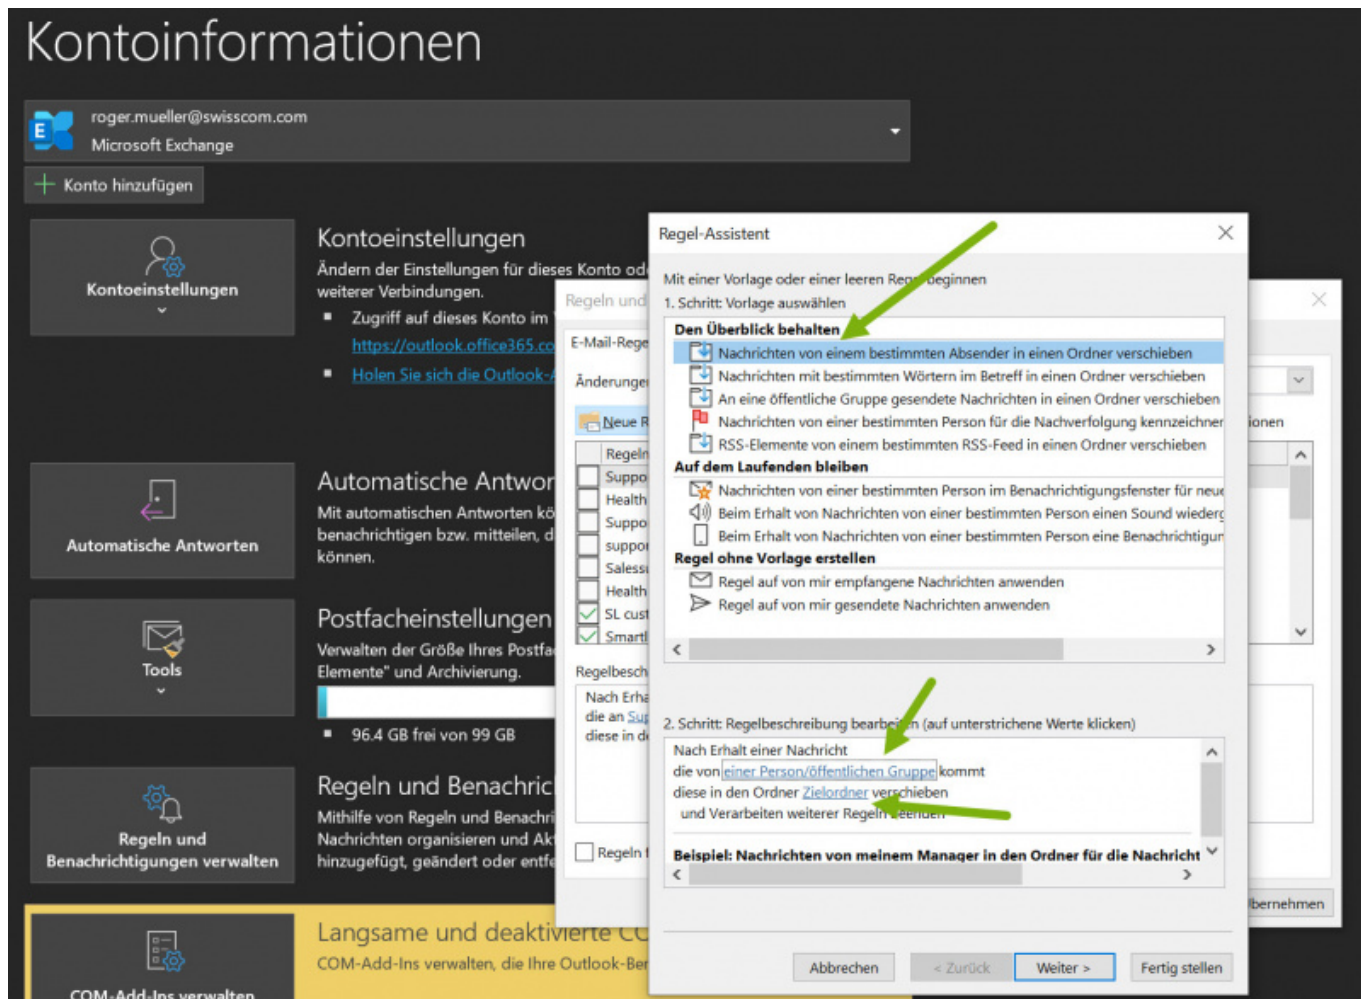 Kontoinformationen
roger.mueller@swisscom.com
Microsoft Exchange
Konto hinzufügen
Kontoeinstellungen
Kontoeinstellungen
Ändern der Einstellungen für dieses Konto
weiterer Verbindungen.
Zugriff auf dieses Konto im
https://outlook.office365.co
Holen Sie sich die Outlook-
Automatische Antworten
Automatische Antwor
Mit automatischen Antworten kö
benachrichtigen bzw. mitteilen, d
können.
Tools
Postfacheinstellungen
Verwalten der Größe Ihres Postfa
Elemente" und Archivierung.
96.4 GB frei von 99 GB
Regeln und
Benachrichtigungen verwalten
Regeln und Benachric
Mithilfe von Regeln und Benachri
Nachrichten organisieren und Ak
hinzugefügt, geändert oder entfe
COM-Add-Ins verwalten
Langsame und deaktivierte CO
COM-Add-Ins verwalten, die Ihre Outlook-Ber
Regeln und
E-Mail-Rege
Änderunge
Neue R
ionen
Regeln
Suppo
Health
Suppo
suppor
Saless
Health
SL cust
Smartl
Regelbesch
Nach Erha
die an Sup
diese in d
Regeln
bernehmen
Regel-Assistent
Mit einer Vorlage oder einer leeren Regel beginnen
1. Schritt: Vorlage auswählen
Den Überblick behalten
Nachrichten von einem bestimmten Absender in einen Ordner verschieben
Nachrichten mit bestimmten Wörtern im Betreff in einen Ordner verschieben
An eine öffentliche Gruppe gesendete Nachrichten in einen Ordner verschieben
Nachrichten von einer bestimmten Person für die Nachverfolgung kennzeichner
RSS-Elemente von einem bestimmten RSS-Feed in einen Ordner verschieben
Auf dem Laufenden bleiben
Nachrichten von einer bestimmten Person im Benachrichtigungsfenster für neue
Beim Erhalt von Nachrichten von einer bestimmten Person einen Sound wiederg
Beim Erhalt von Nachrichten von einer bestimmten Person eine Benachrichtigun
Regel ohne Vorlage erstellen
Regel auf von mir empfangene Nachrichten anwenden
Regel auf von mir gesendete Nachrichten anwenden
2. Schritt: Regelbeschreibung bearbeiten (auf unterstrichene Werte klicken)
Nach Erhalt einer Nachricht
die von einer Person/öffentlichen Gruppe kommt
diese in den Ordner Zielordner verschieben
und Verarbeiten weiterer Regeln beenden
Beispiel: Nachrichten von meinem Manager in den Ordner für die Nachricht
Abbrechen
< Zurück
Weiter >
Fertig stellen